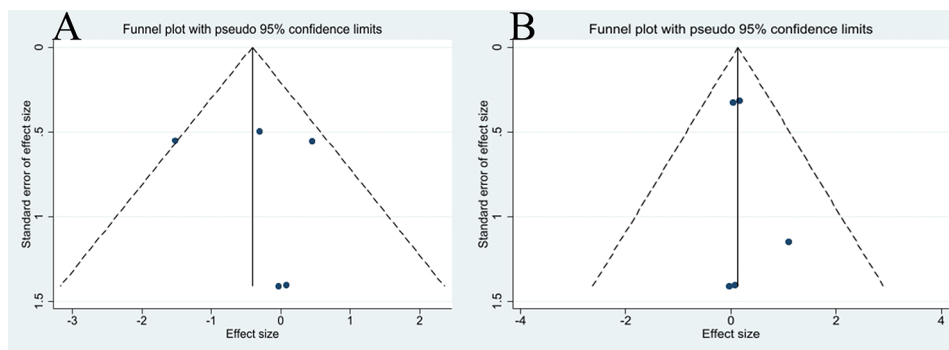 A
Funnel plot with pseudo 95% confidence limits
Standard error of effect size
0
.5
1
1.5
-3 -2 -1 0 1 2
Effect size
B
Funnel plot with pseudo 95% confidence limits
Standard error of effect size
0
.5
1
1.5
-4 -2 0 2 4
Effect size